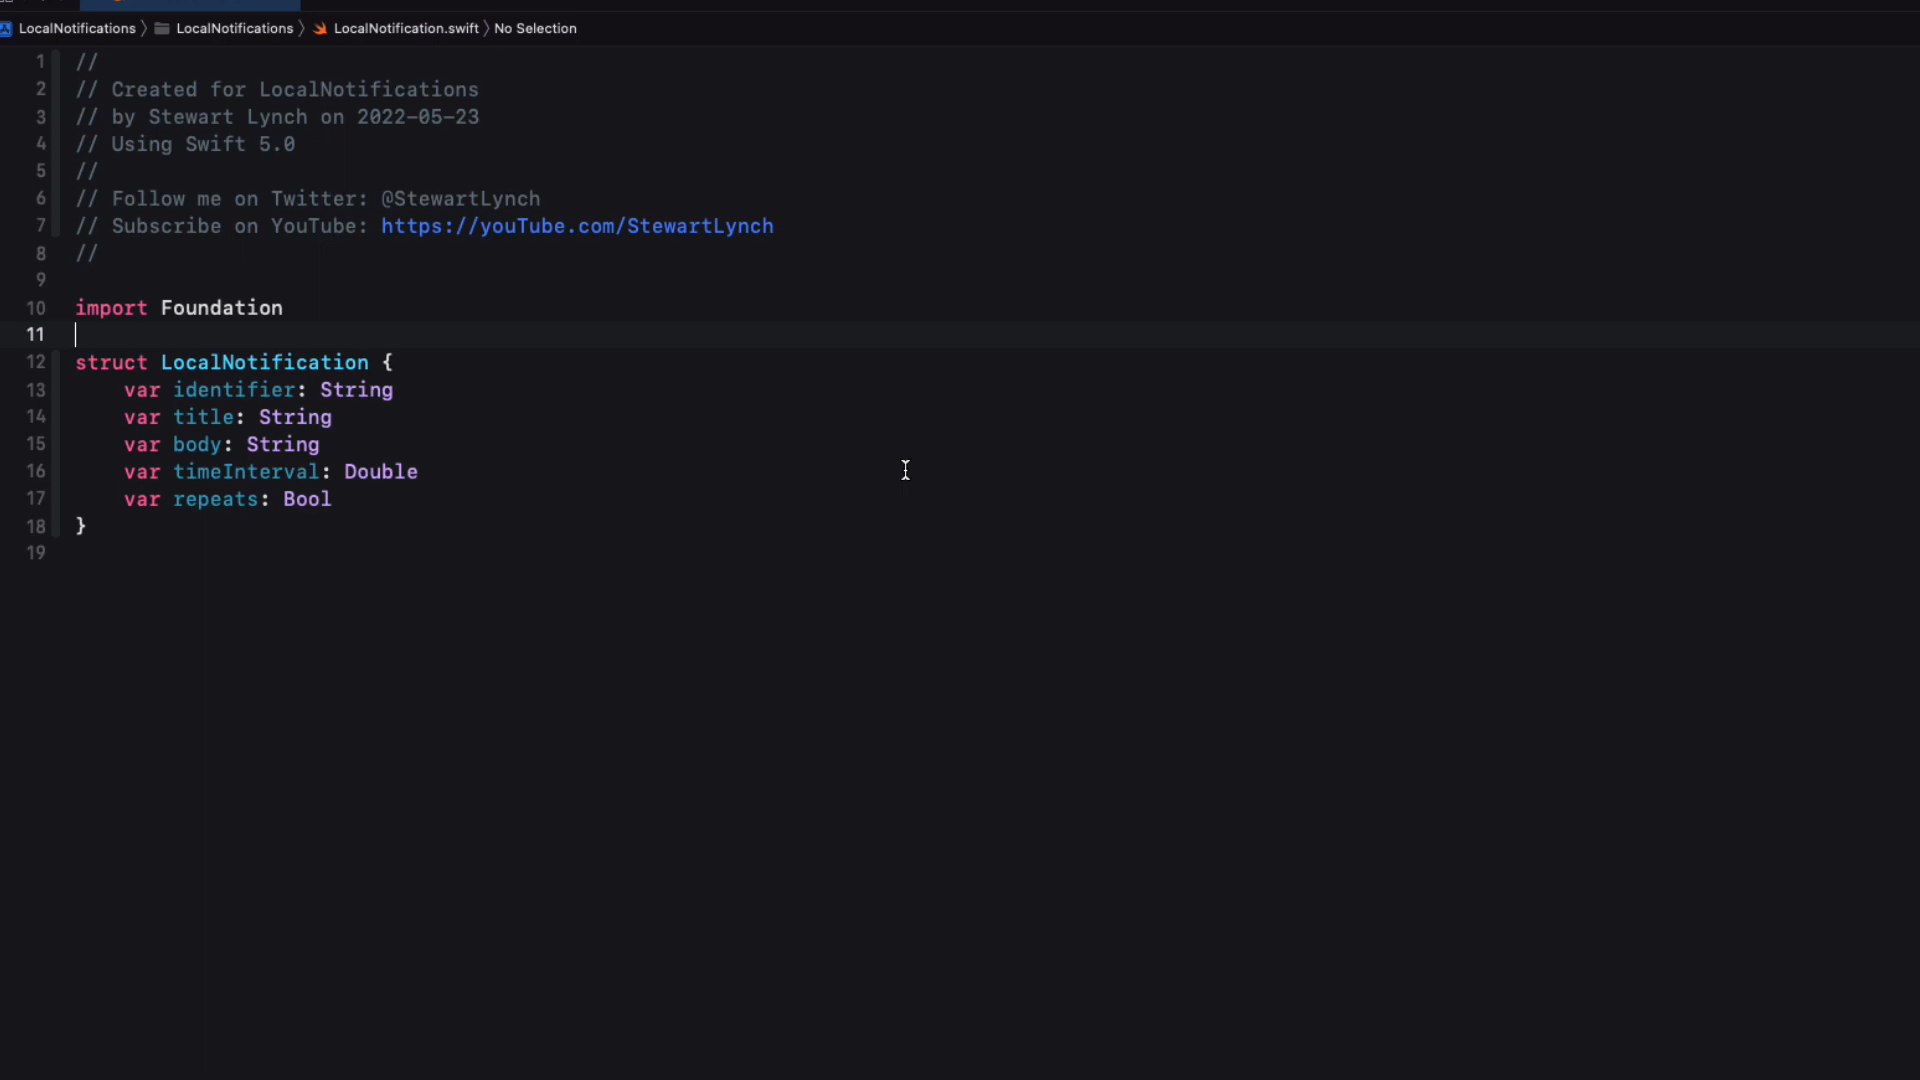 LocalNotifications 〉 LocalNotifications 〉 LocalNotification.swift 〉 No Selection
1 //
2 // Created for LocalNotifications
3 // by Stewart Lynch on 2022-05-23
4 // Using Swift 5.0
5 //
6 // Follow me on Twitter: @StewartLynch
7 // Subscribe on YouTube: https://youTube.com/StewartLynch
8 //
9
10 import Foundation
11
12 struct LocalNotification {
13     var identifier: String
14     var title: String
15     var body: String
16     var timeInterval: Double
17     var repeats: Bool
18 }
19